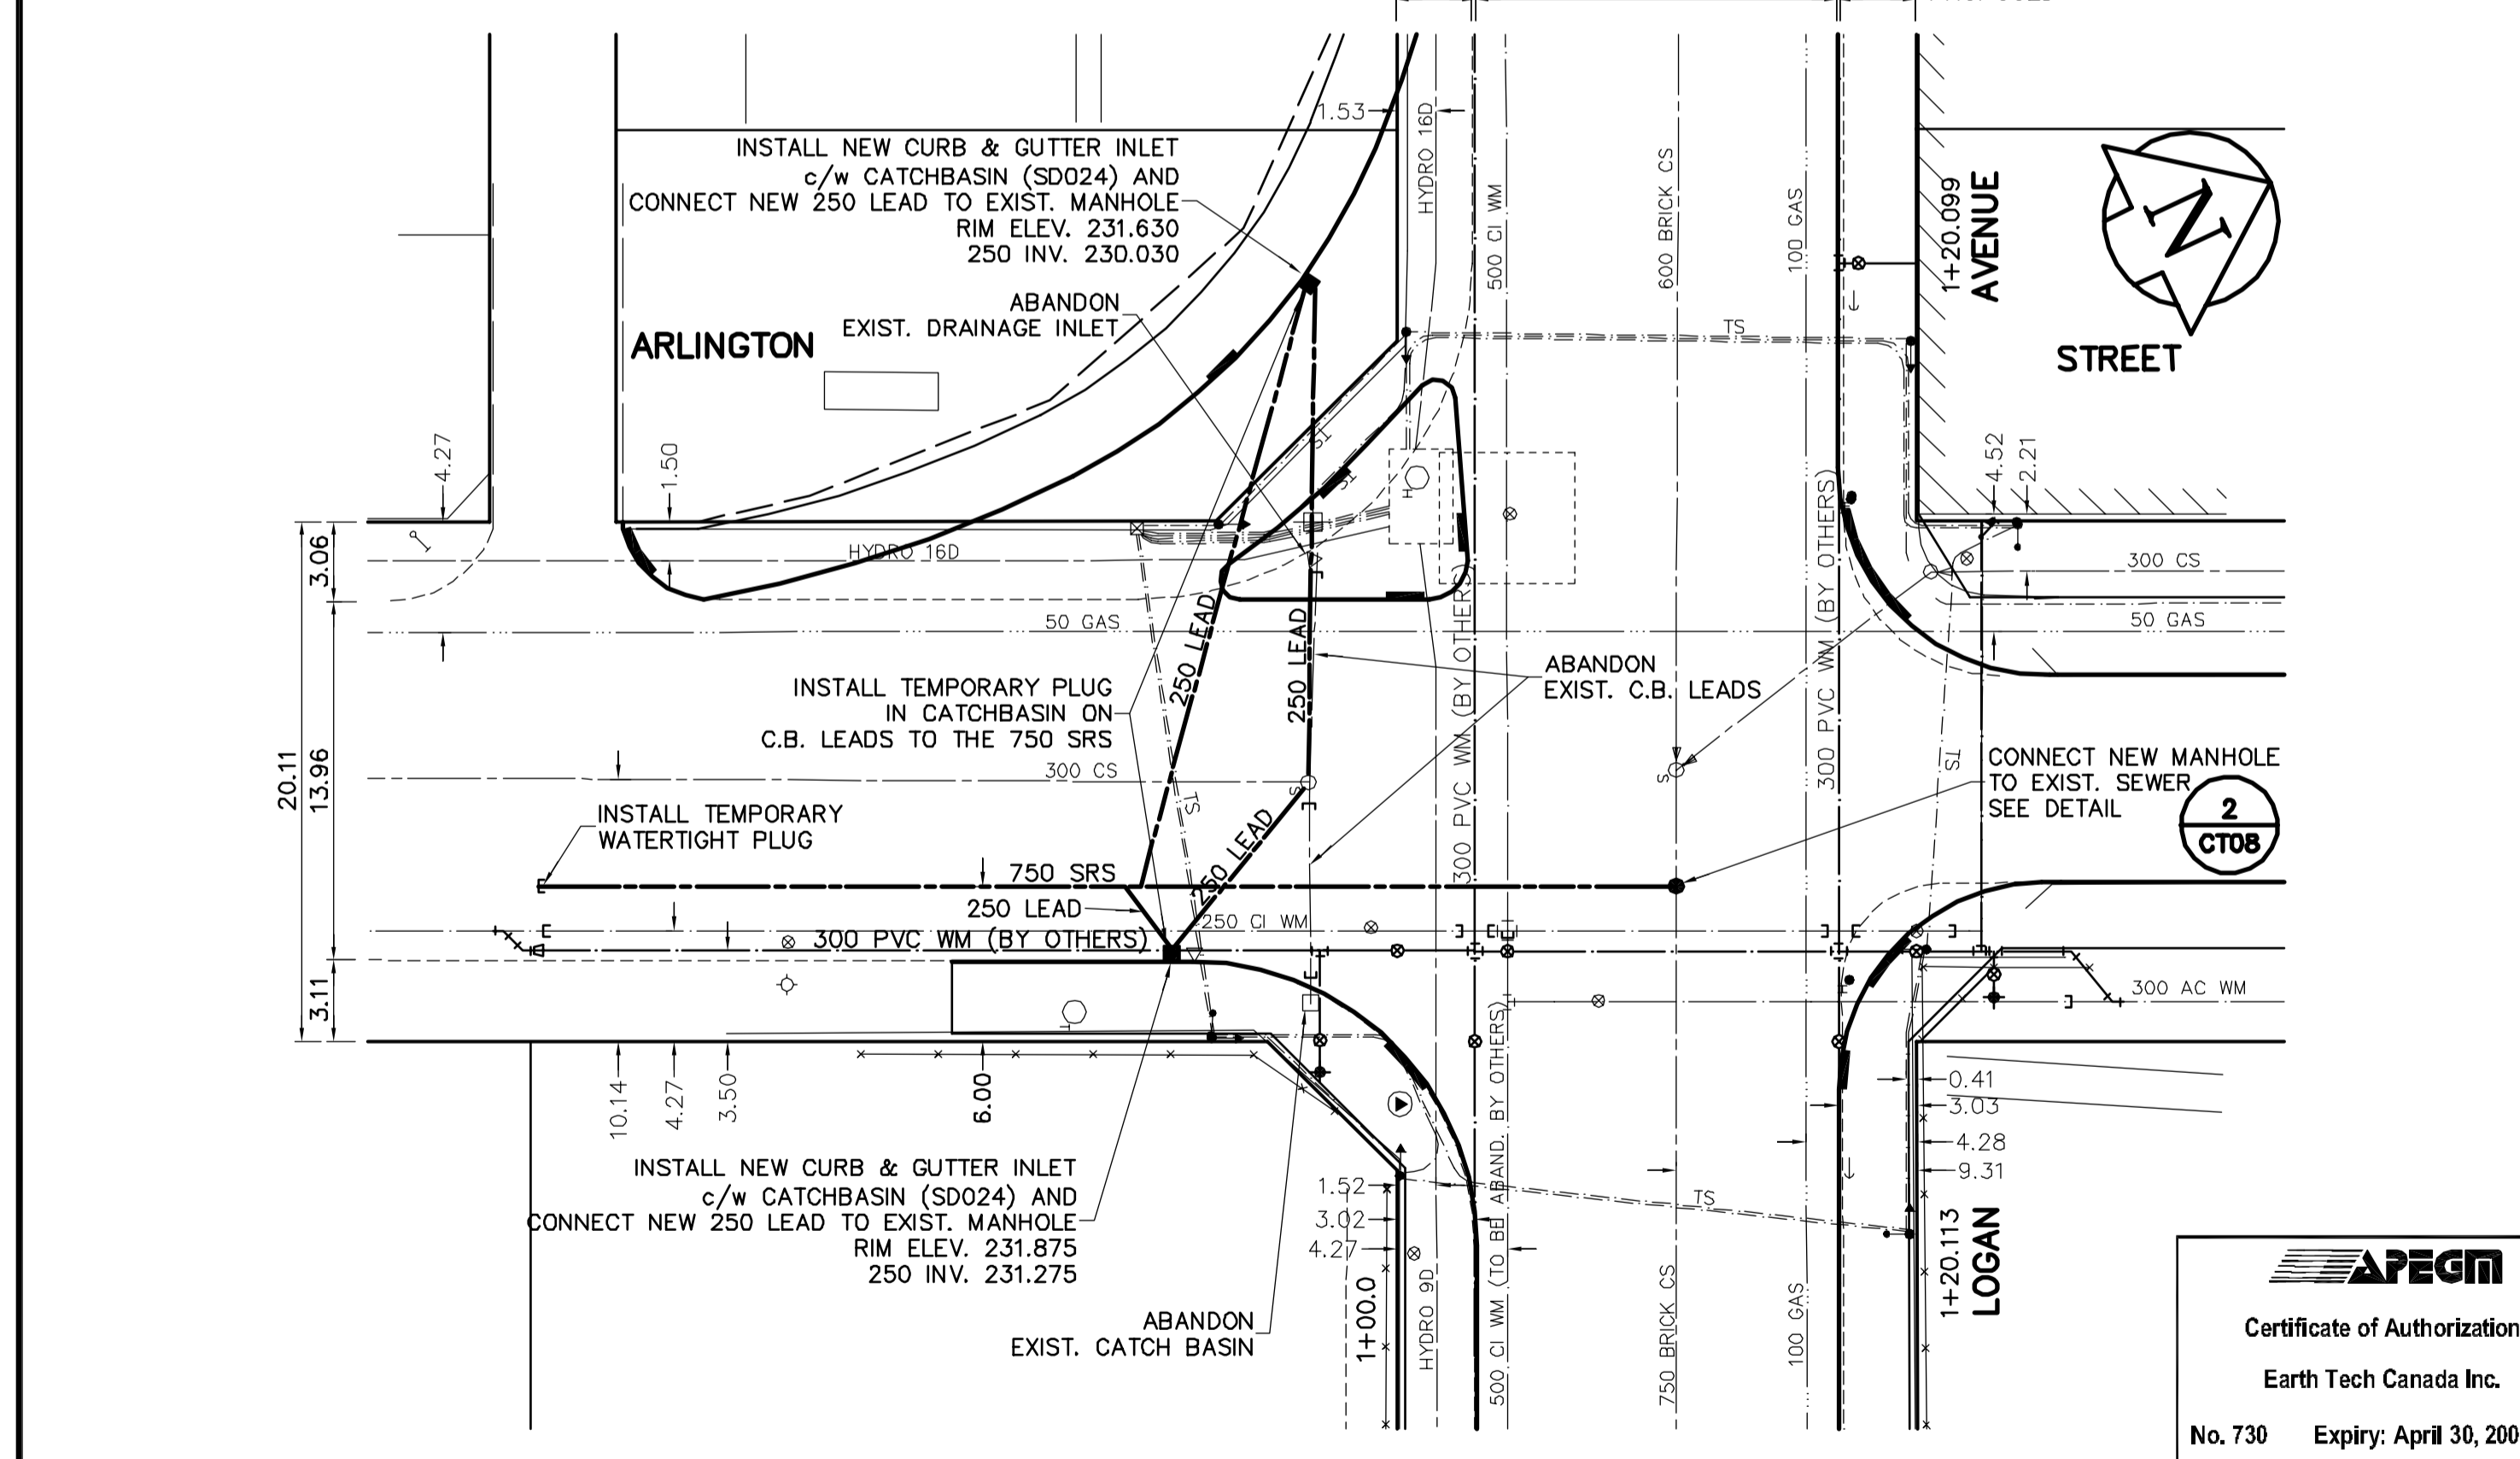 1.53
HYDRO 16D
500 CI WM
600 BRICK CS
100 GAS
1+20.099
AVENUE
N
STREET
INSTALL NEW CURB & GUTTER INLET
c/w CATCHBASIN (SD024) AND
CONNECT NEW 250 LEAD TO EXIST. MANHOLE
RIM ELEV. 231.630
250 INV. 230.030
ABANDON
EXIST. DRAINAGE INLET
ARLINGTON
TS
4.27
1.50
4.52
2.21
3.06
20.11
13.96
3.11
HYDRO 16D
H
300 CS
50 GAS
50 GAS
250 LEAD
250 LEAD
300 PVC WM (BY OTHERS)
300 PVC WM (BY OTHERS)
ABANDON
EXIST. C.B. LEADS
INSTALL TEMPORARY PLUG
IN CATCHBASIN ON
C.B. LEADS TO THE 750 SRS
300 CS
S
S
TS
TS
CONNECT NEW MANHOLE
TO EXIST. SEWER
SEE DETAIL
2
CT08
INSTALL TEMPORARY
WATERTIGHT PLUG
750 SRS
250 LEAD
250 LEAD
250 CI WM
300 PVC WM (BY OTHERS)
300 AC WM
10.14
4.27
3.50
6.00
0.41
3.03
4.28
9.31
INSTALL NEW CURB & GUTTER INLET
c/w CATCHBASIN (SD024) AND
CONNECT NEW 250 LEAD TO EXIST. MANHOLE
RIM ELEV. 231.875
250 INV. 231.275
ABANDON
EXIST. CATCH BASIN
1.52
3.02
4.27
1+00.0
HYDRO 9D
500 CI WM (TO BE ABAND. BY OTHERS)
750 BRICK CS
100 GAS
TS
1+20.113
LOGAN
APEGM
Certificate of Authorization
Earth Tech Canada Inc.
No. 730 Expiry: April 30, 200